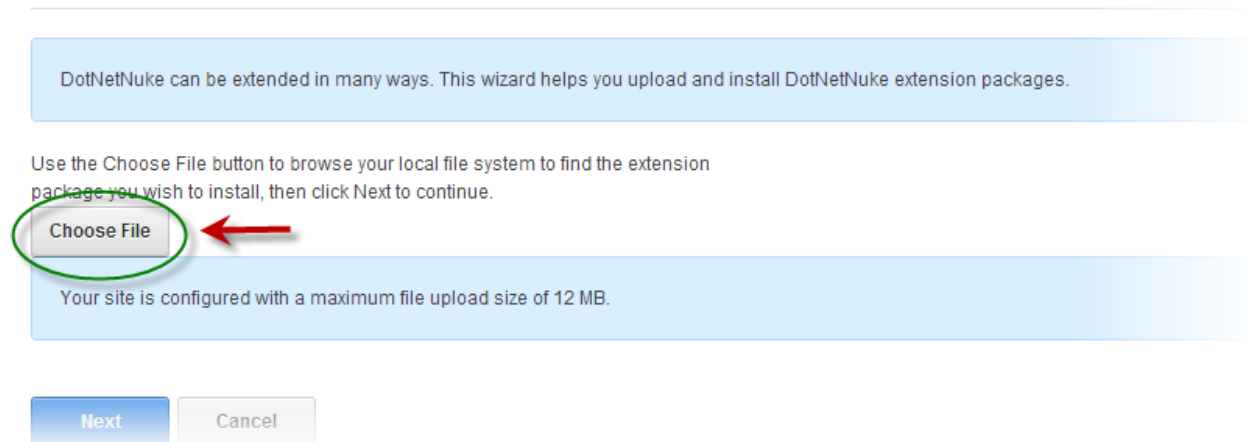 DotNetNuke can be extended in many ways. This wizard helps you upload and install DotNetNuke extension packages.
Use the Choose File button to browse your local file system to find the extension
package you wish to install, then click Next to continue.
Choose File
Your site is configured with a maximum file upload size of 12 MB.
Next
Cancel